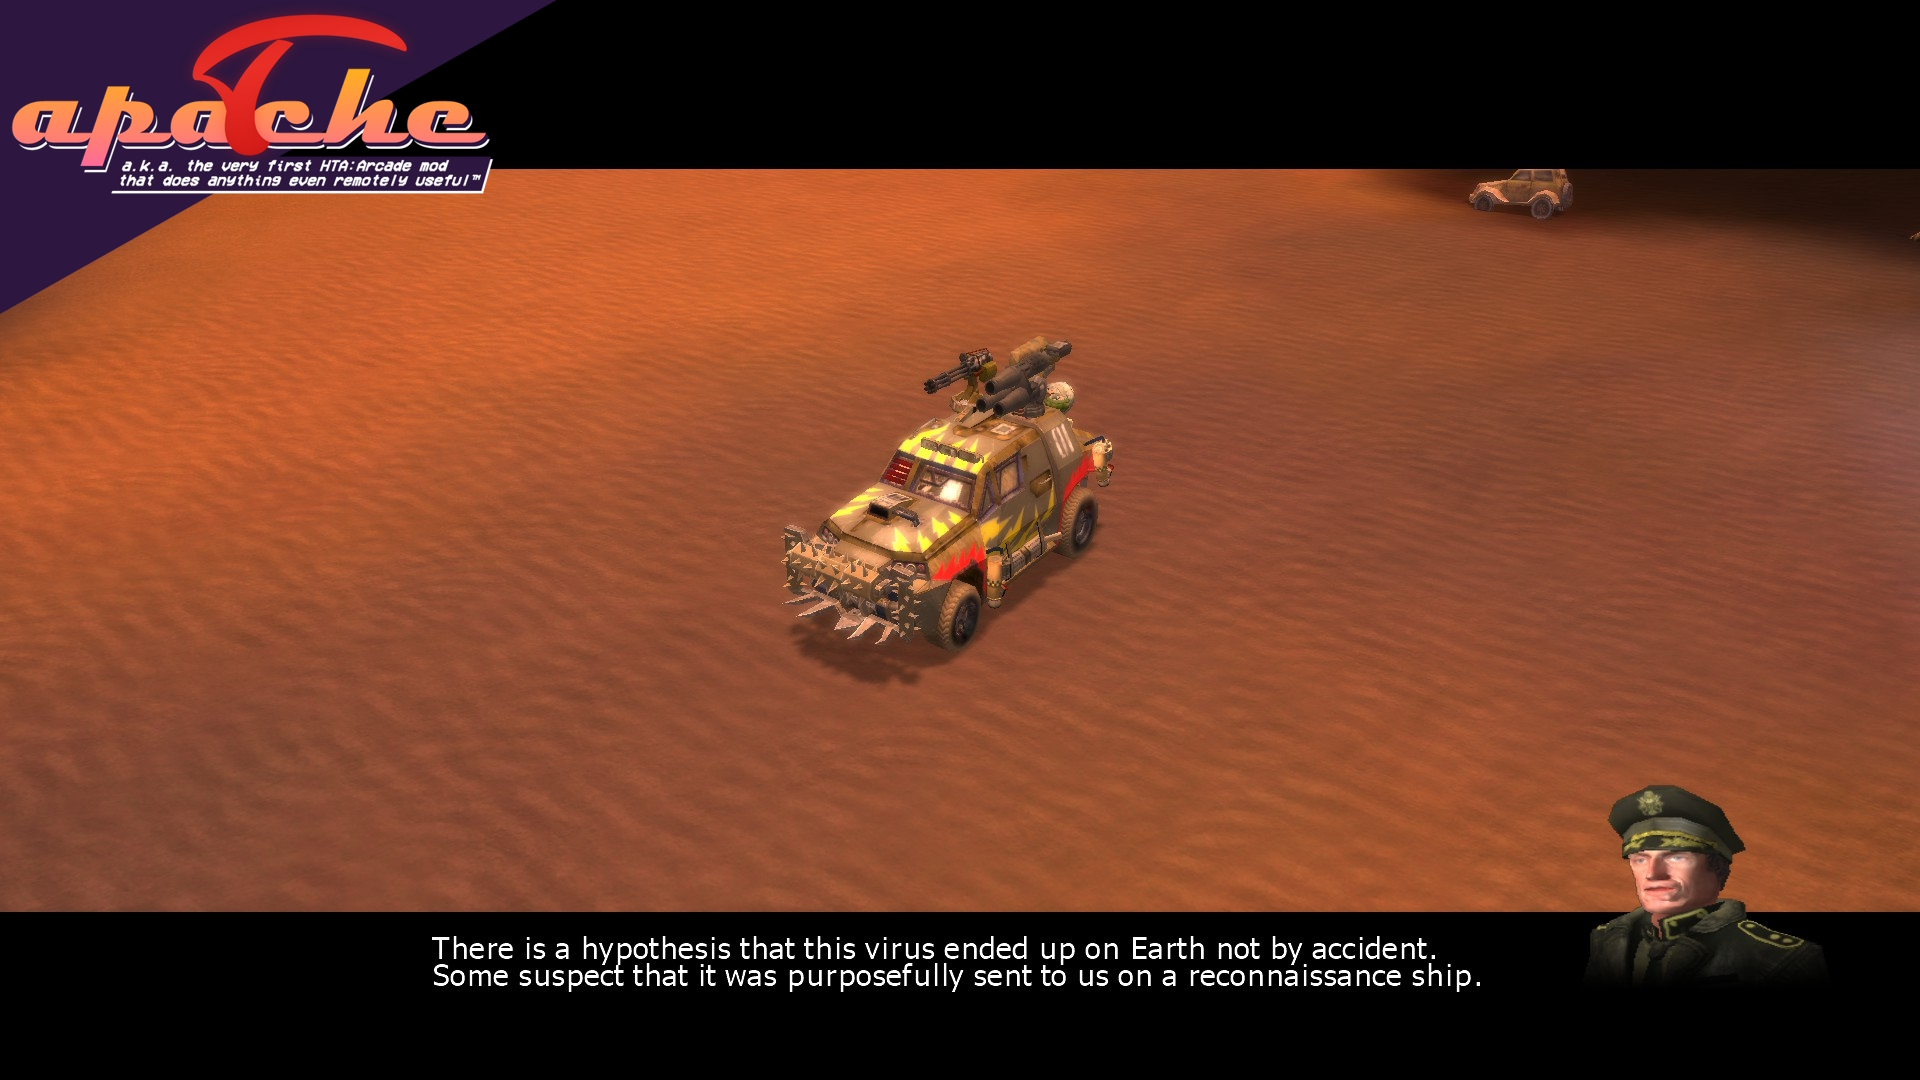 apache
a.k.a. the very first HTA:Arcade mod
that does anything even remotely useful™
There is a hypothesis that this virus ended up on Earth not by accident.
Some suspect that it was purposefully sent to us on a reconnaissance ship.